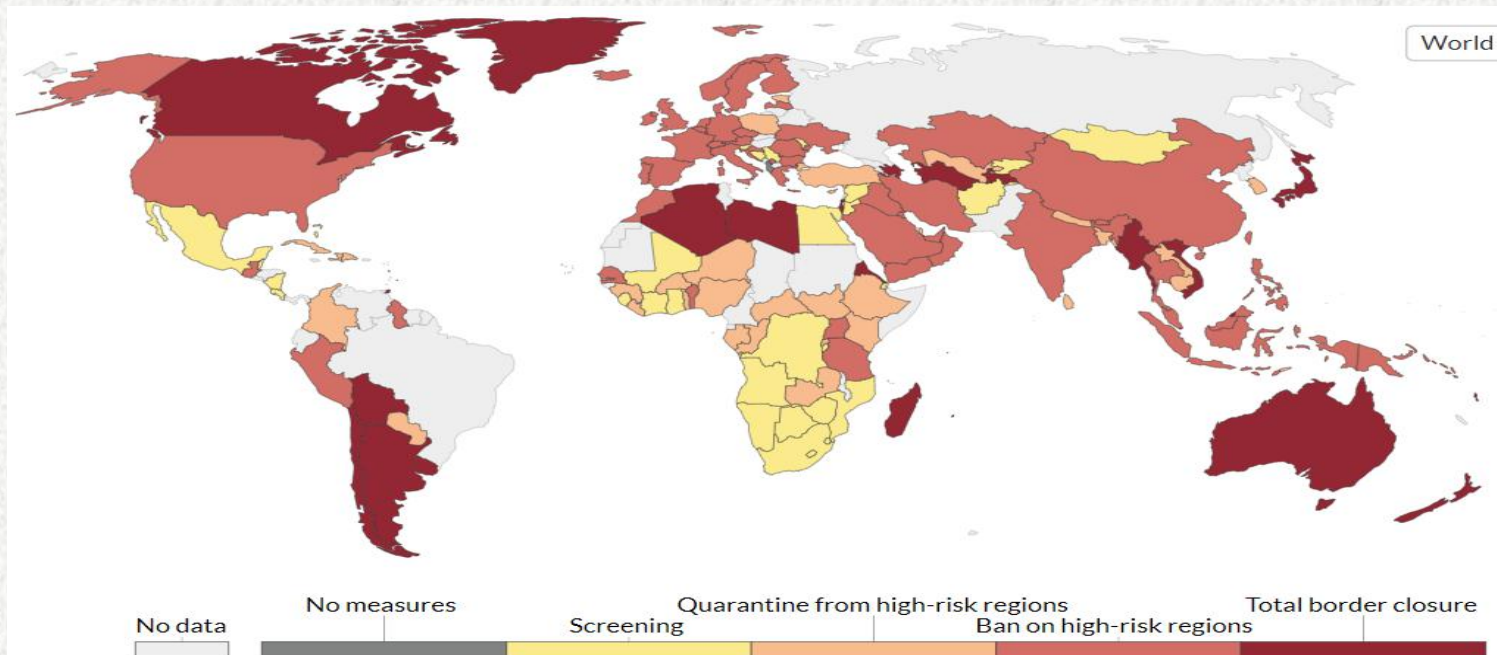 World
No measures
Quarantine from high-risk regions
Total border closure
No data
Screening
Ban on high-risk regions